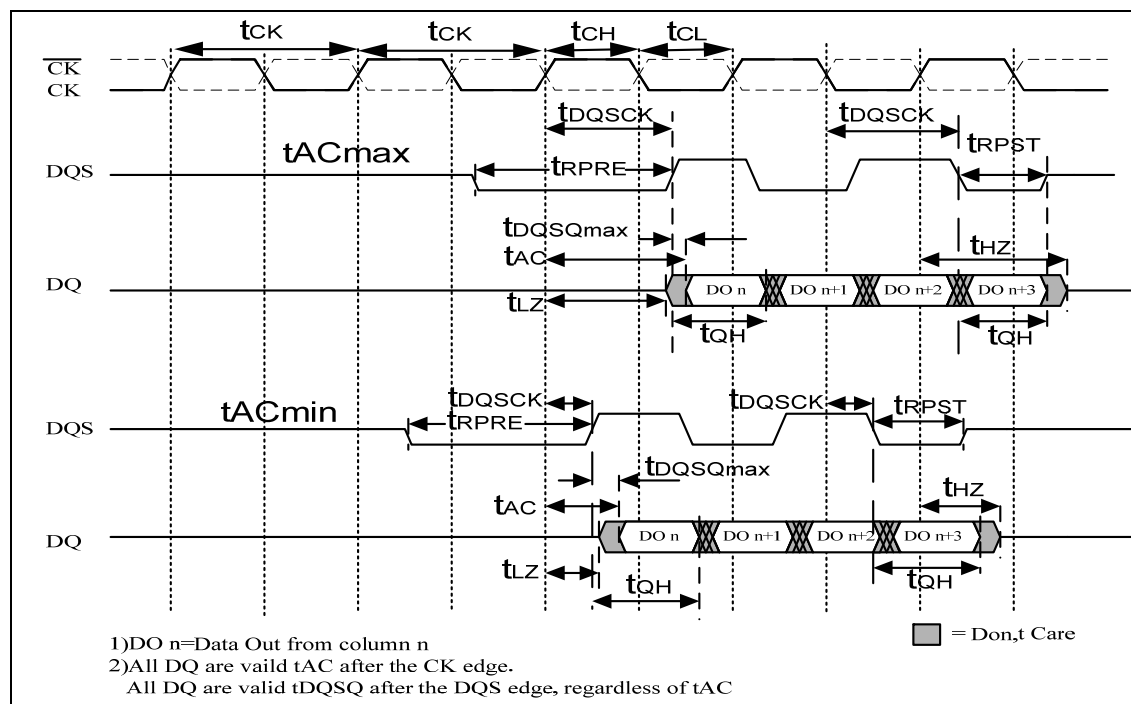 tCK tCK tCH tCL
CK
CK
tDQSCK tDQSCK
tACmax tRPST
DQS tRPRE
tDQSQmax
tAC tHZ
DQ DO n DO n+1 DO n+2 DO n+3
tLZ
tQH tQH
tDQSCK tDQSCK
tACmin tRPRE tRPST
DQS
tDQSQmax
tAC tHZ
DQ DO n DO n+1 DO n+2 DO n+3
tLZ
tQH tQH
= Don,t Care
1)DO n=Data Out from column n
2)All DQ are vaild tAC after the CK edge.
All DQ are valid tDQSQ after the DQS edge, regardless of tAC